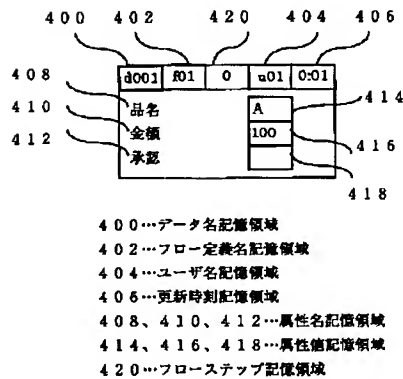 400 402 420 404 406
d001 f01 0 u01 0:01
408 品名 A 414
410 金額 100 416
412 承認
418
400…データ名記憶領域
402…フロー定義名記憶領域
404…ユーザ名記憶領域
406…更新時刻記憶領域
408、410、412…属性名記憶領域
414、416、418…属性値記憶領域
420…フローステップ記憶領域